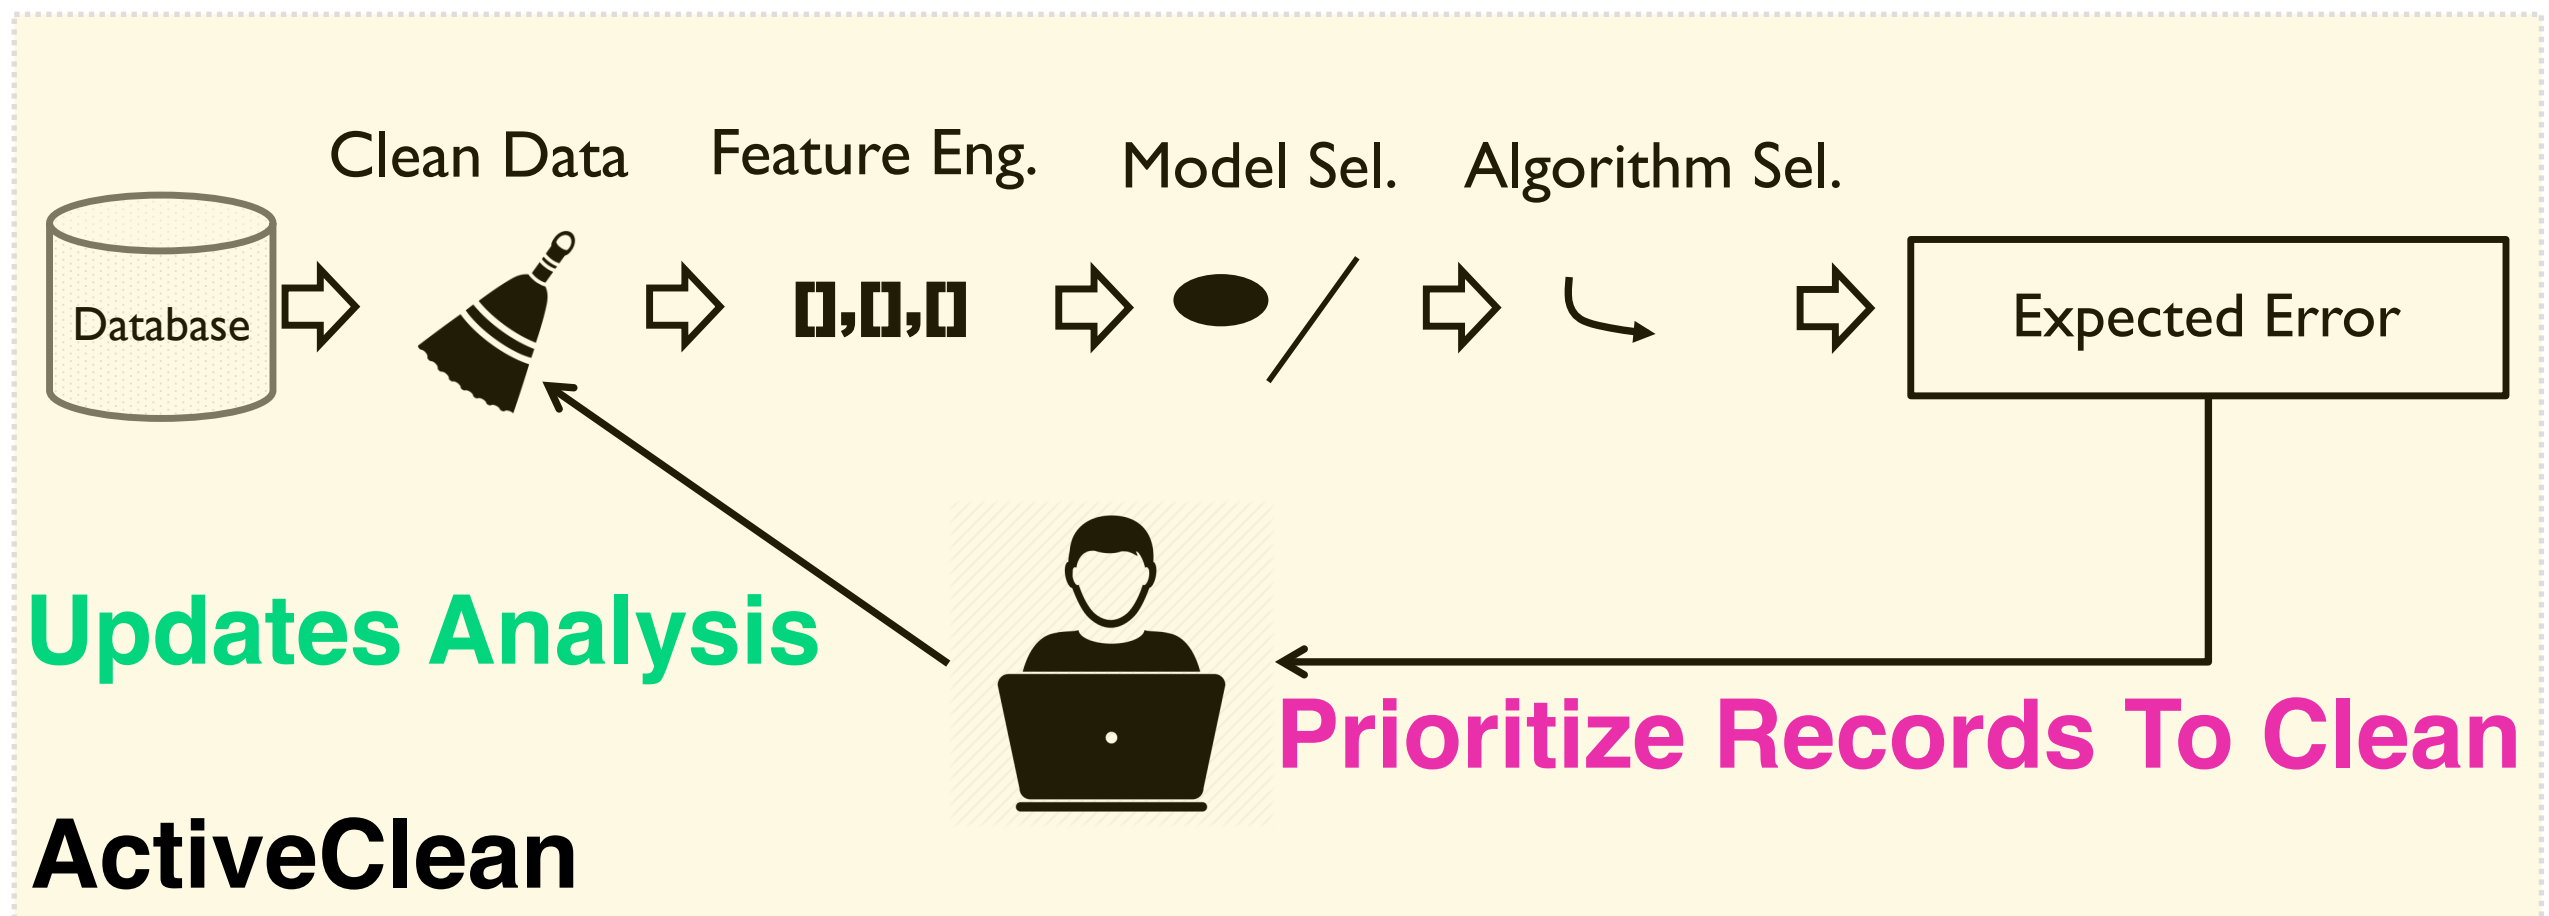 Clean Data
Feature Eng.
Model Sel.
Algorithm Sel.
Database
[],[],[]
Expected Error
Updates Analysis
Prioritize Records To Clean
ActiveClean